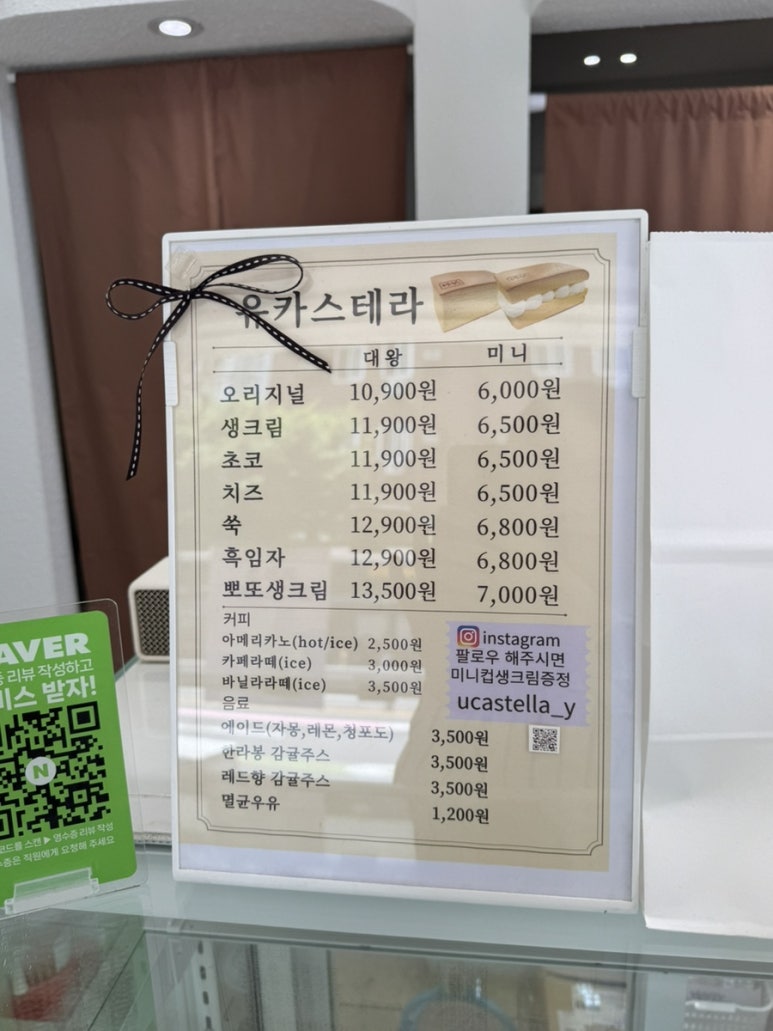 유카스테라
대왕 미니
오리지널 10,900원 6,000원
생크림 11,900원 6,500원
초코 11,900원 6,500원
치즈 11,900원 6,500원
쑥 12,900원 6,800원
흑임자 12,900원 6,800원
뽀또생크림 13,500원 7,000원
커피
아메리카노(hot/ice) 2,500원
카페라떼(ice) 3,000원
바닐라라떼(ice) 3,500원
음료
에이드(자몽,레몬,청포도) 3,500원
한라봉 감귤주스 3,500원
레드향 감귤주스 3,500원
멸균우유 1,200원
instagram
팔로우 해주시면
미니컵생크림증정
ucastella_y
AVER
리뷰 작성하고
비스 받자!
N
코드를 스캔 ▶ 영수증 리뷰 작성
수증은 직원에게 요청해 주세요